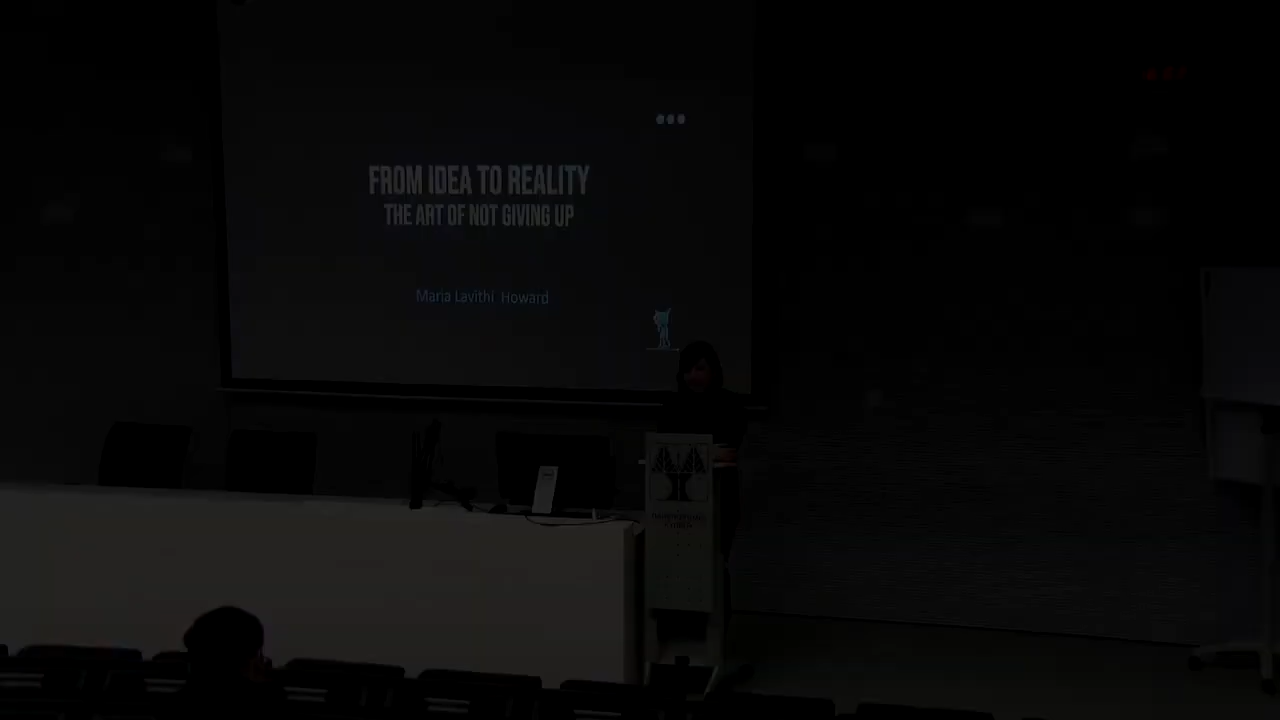 FROM IDEA TO REALITY
THE ART OF NOT GIVING UP
Maria Lavithi Howard